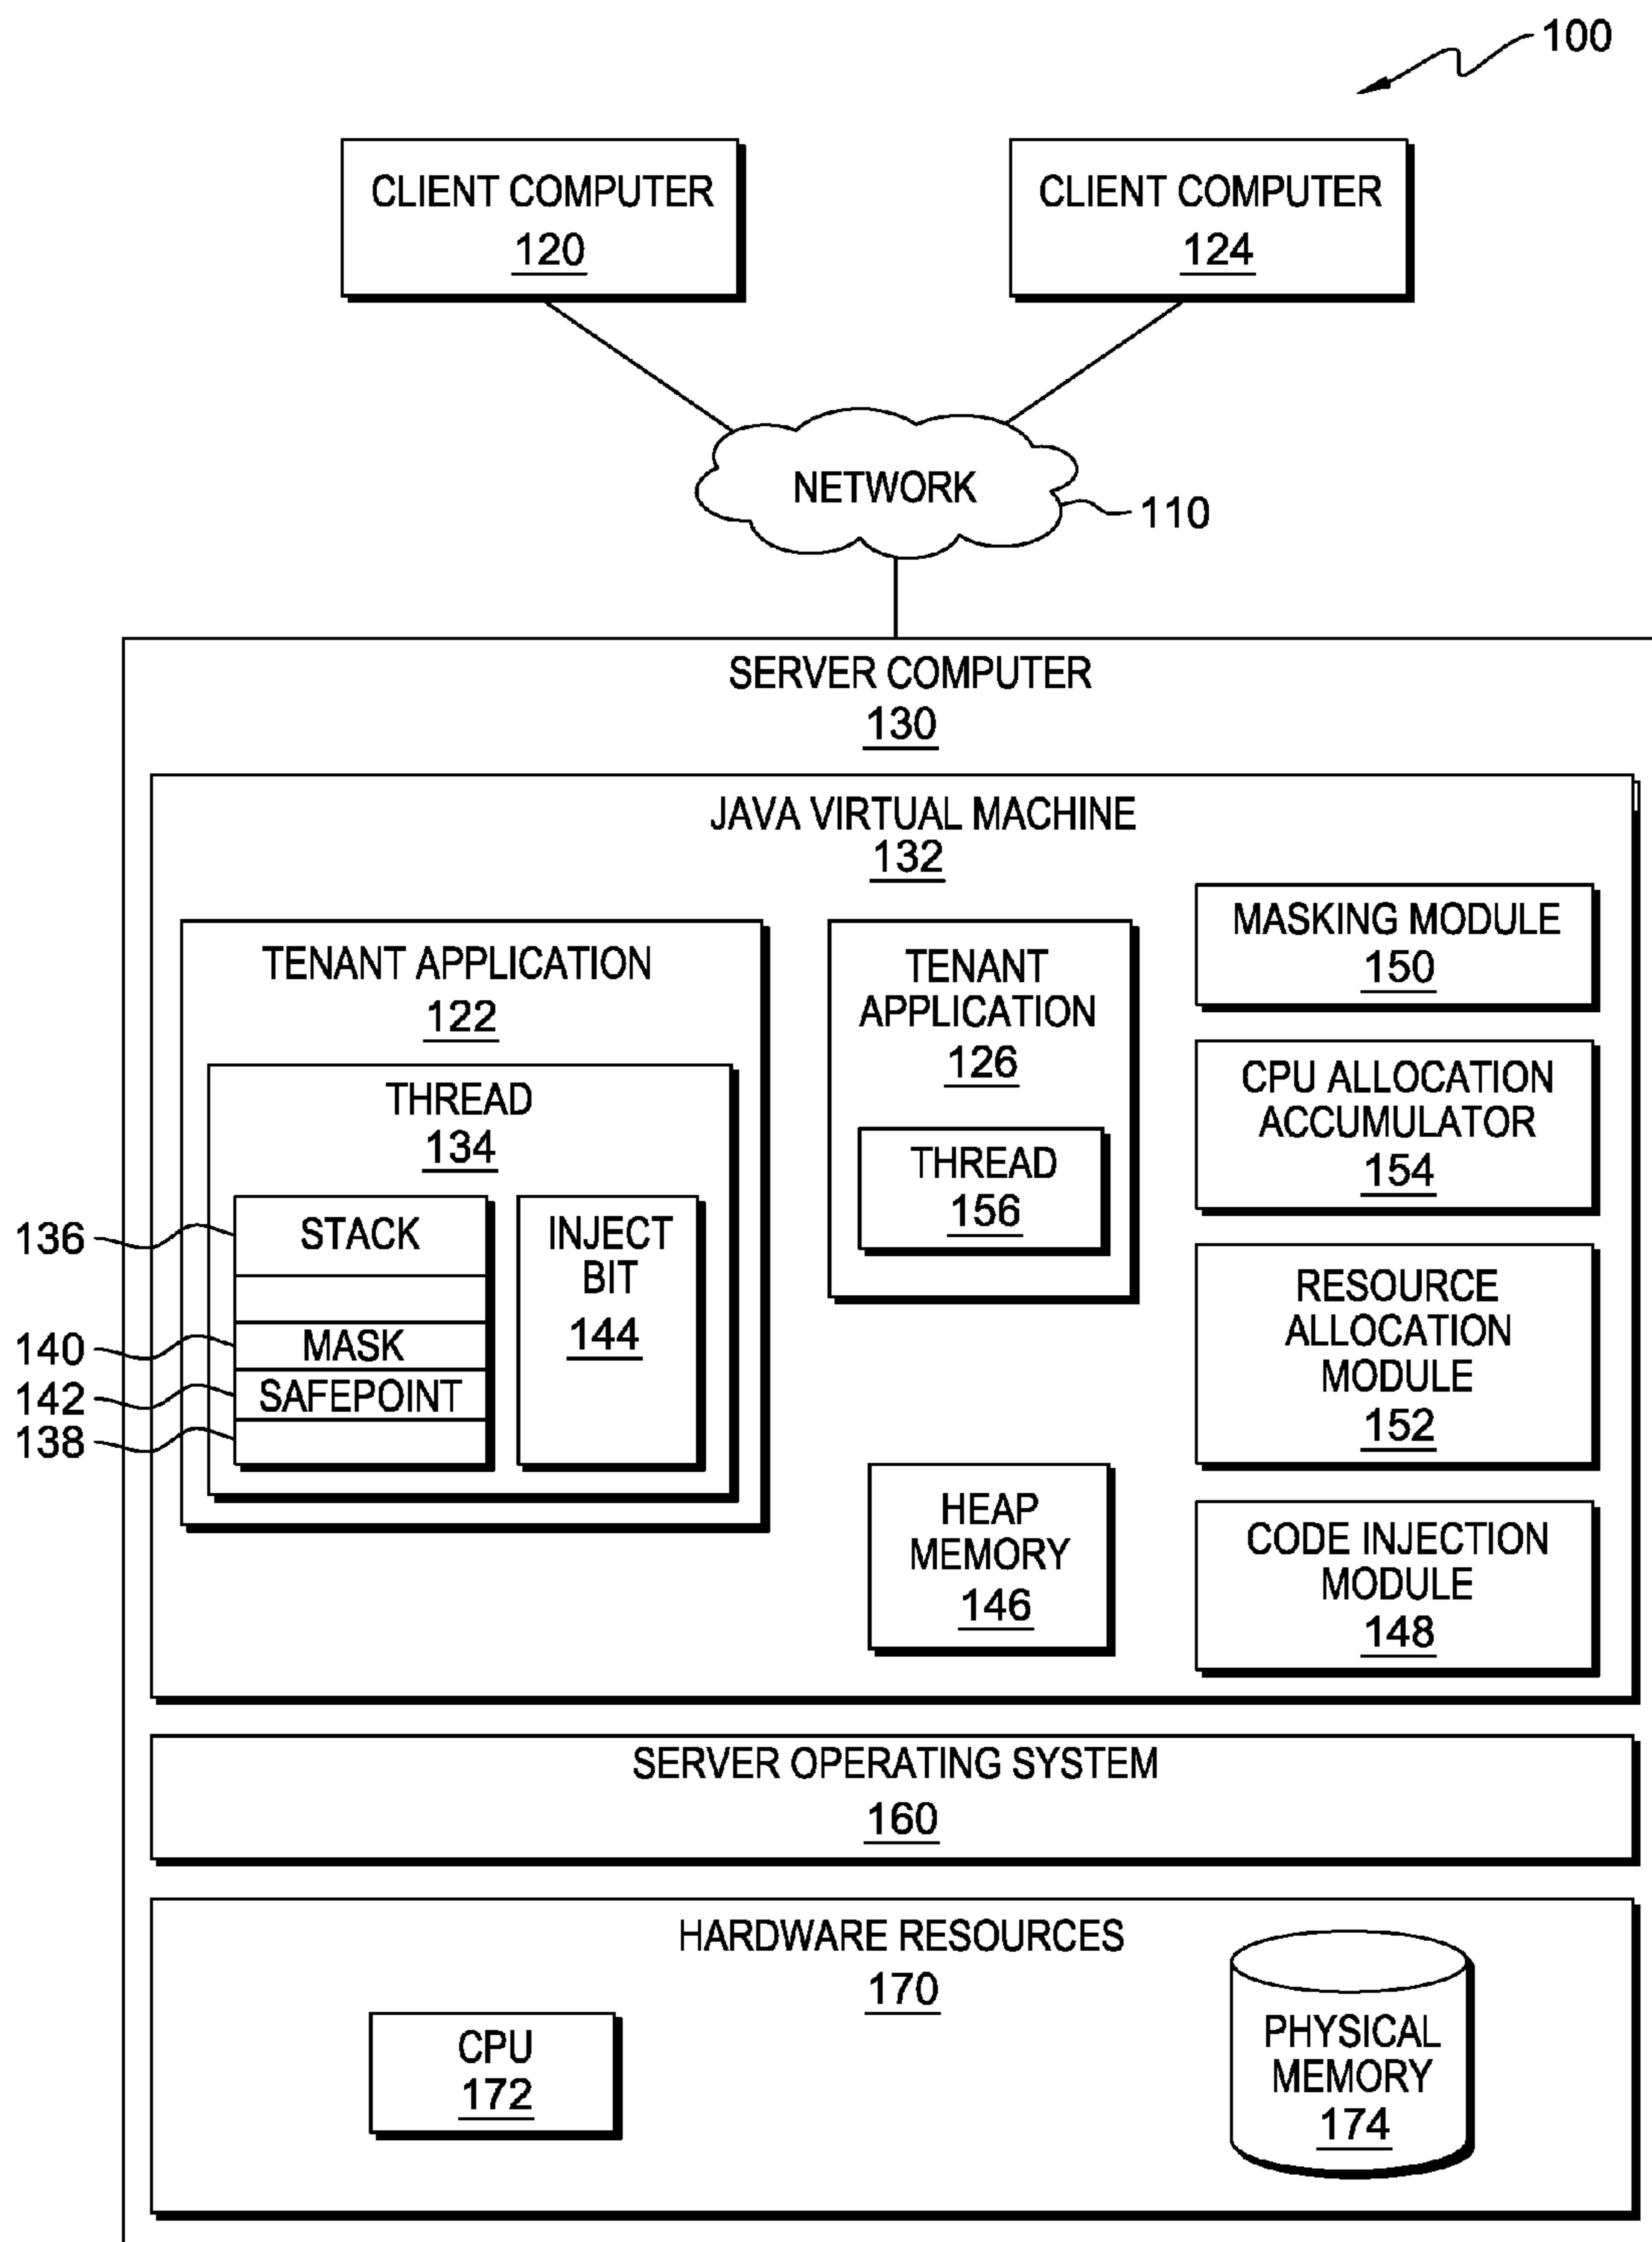 100
CLIENT COMPUTER
120
CLIENT COMPUTER
124
NETWORK
110
SERVER COMPUTER
130
JAVA VIRTUAL MACHINE
132
TENANT APPLICATION
122
THREAD
134
136
STACK
140
MASK
142
SAFEPOINT
138
INJECT
BIT
144
TENANT
APPLICATION
126
THREAD
156
HEAP
MEMORY
146
MASKING MODULE
150
CPU ALLOCATION
ACCUMULATOR
154
RESOURCE
ALLOCATION
MODULE
152
CODE INJECTION
MODULE
148
SERVER OPERATING SYSTEM
160
HARDWARE RESOURCES
170
CPU
172
PHYSICAL
MEMORY
174